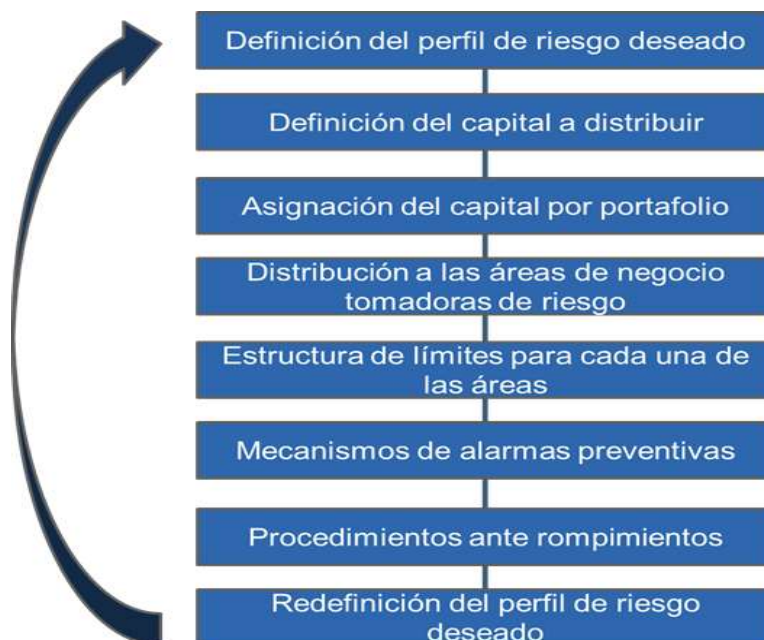 Definición del perfil de riesgo deseado
Definición del capital a distribuir
Asignación del capital por portafolio
Distribución a las áreas de negocio
tomadoras de riesgo
Estructura de límites para cada una de
las áreas
Mecanismos de alarmas preventivas
Procedimientos ante rompimientos
Redefinición del perfil de riesgo
deseado